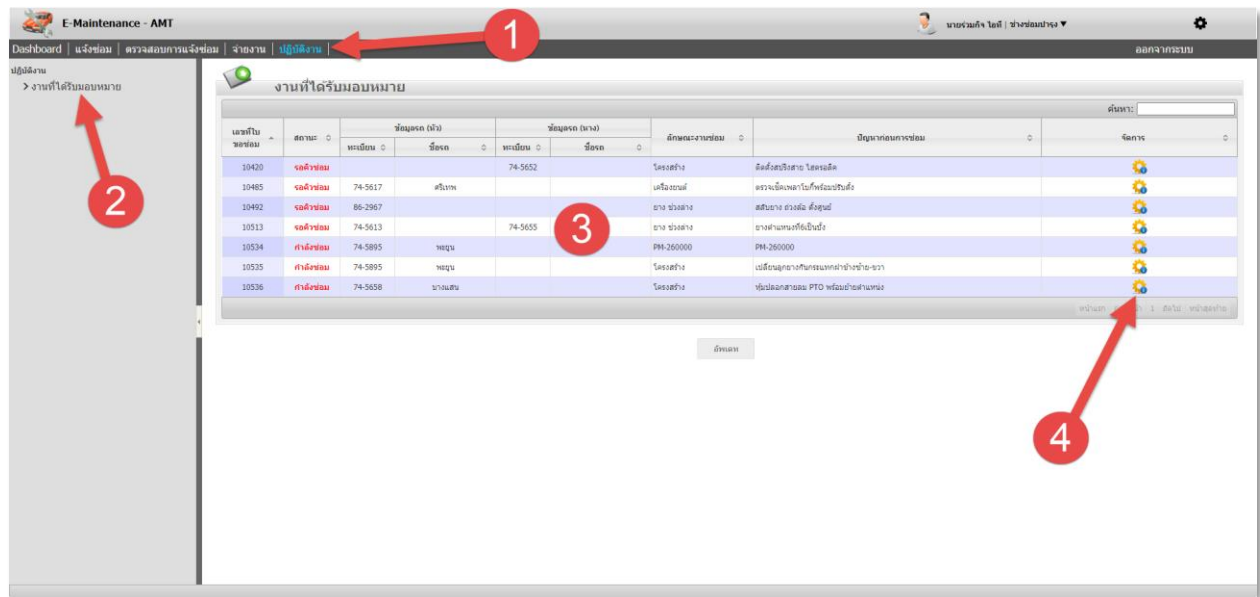 E-Maintenance - AMT
นายร่วมกิจ ไอที | ช่างซ่อมบำรุง ▼
Dashboard | แจ้งซ่อม | ตรวจสอบการแจ้งซ่อม | จ่ายงาน | ปฏิบัติงาน |
ออกจากระบบ
1
ปฏิบัติงาน
> งานที่ได้รับมอบหมาย
2
งานที่ได้รับมอบหมาย
ค้นหา:
เลขที่ใบขอซ่อม สถานะ ข้อมูลรถ (หัว) ข้อมูลรถ (หาง) ลักษณะงานซ่อม ปัญหาก่อนการซ่อม จัดการ
ทะเบียน ชื่อรถ ทะเบียน ชื่อรถ
10420 รอคิวซ่อม 74-5652 โครงสร้าง ติดตั้งสปริงสาย ไฮดรอลิค
10485 รอคิวซ่อม 74-5617 ศรีเทพ เครื่องยนต์ ตรวจเช็คเพลาโบกี้พร้อมปรับตั้ง
10492 รอคิวซ่อม 86-2967 ยาง ช่วงล่าง สลับยาง ถ่วงล้อ ตั้งศูนย์
10513 รอคิวซ่อม 74-5613 74-5655 ยาง ช่วงล่าง ยางตำแหน่งที่6เป็นบั้ง
10534 กำลังซ่อม 74-5895 พยูน PM-260000 PM-260000
10535 กำลังซ่อม 74-5895 พยูน โครงสร้าง เปลี่ยนลูกยางกันกระแทกฝาข้างซ้าย-ขวา
10536 กำลังซ่อม 74-5658 บางแสน โครงสร้าง หุ้มปลอกสายลม PTO พร้อมย้ายตำแหน่ง
3
หน้าแรก 1 ถัดไป หน้าสุดท้าย
อัพเดท
4